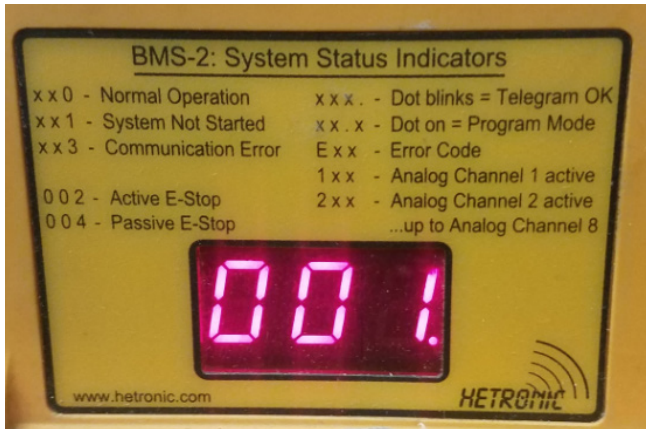 BMS-2: System Status Indicators
x x 0 - Normal Operation
x x 1 - System Not Started
x x 3 - Communication Error
0 0 2 - Active E-Stop
0 0 4 - Passive E-Stop
x x x . - Dot blinks = Telegram OK
x x . x - Dot on = Program Mode
E x x - Error Code
1 x x - Analog Channel 1 active
2 x x - Analog Channel 2 active
...up to Analog Channel 8
001.
www.hetronic.com
HETRONIC